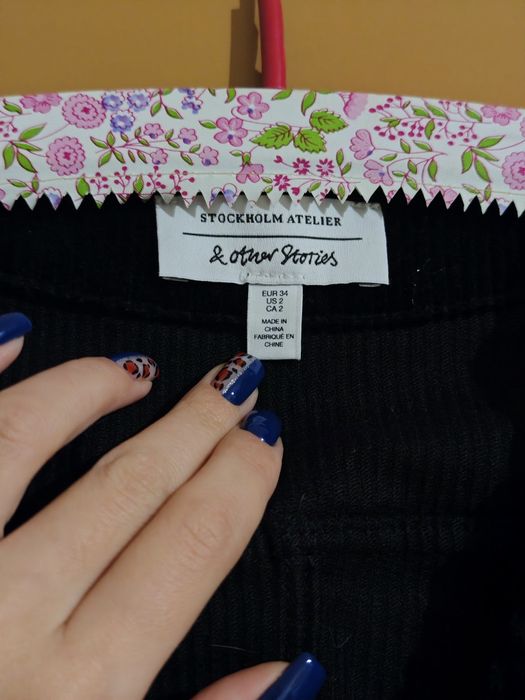 STOCKHOLM ATELIER
& other Stories
EUR 34
US 2
CA 2
MADE IN
CHINA
FABRIQUÉ EN
CHINE